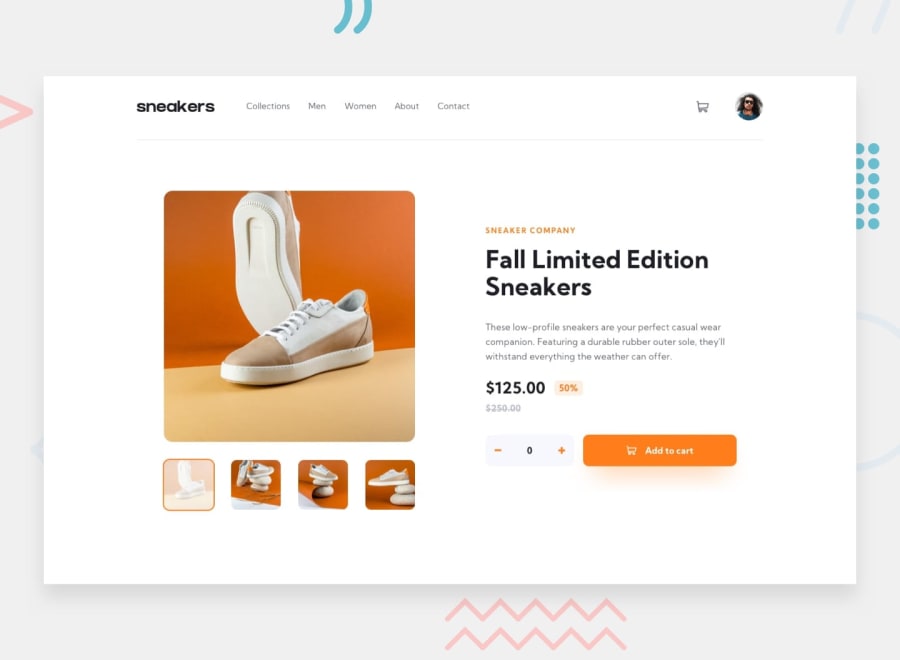 sneakers Collections Men Women About Contact
SNEAKER COMPANY
Fall Limited Edition
Sneakers
These low-profile sneakers are your perfect casual wear
companion. Featuring a durable rubber outer sole, they'll
withstand everything the weather can offer.
$125.00 50%
$250.00
0 Add to cart